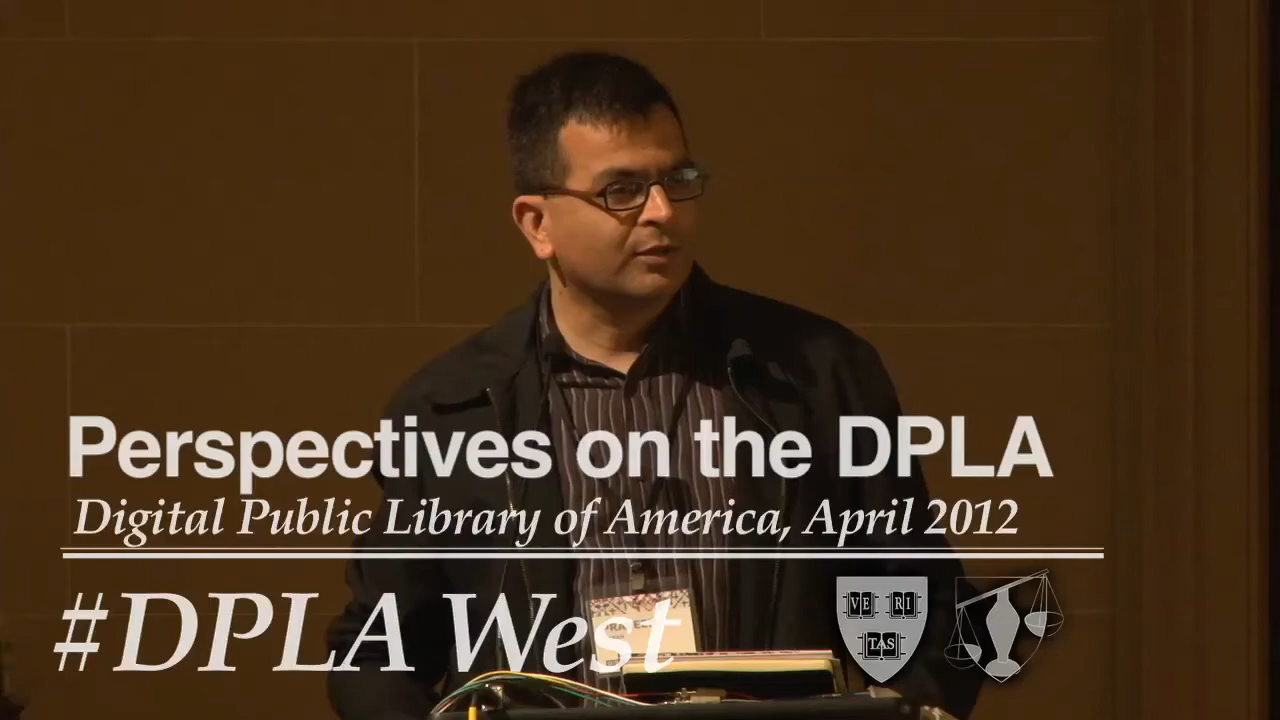 Perspectives on the DPLA
Digital Public Library of America, April 2012
#DPLA West
VE RI
TAS